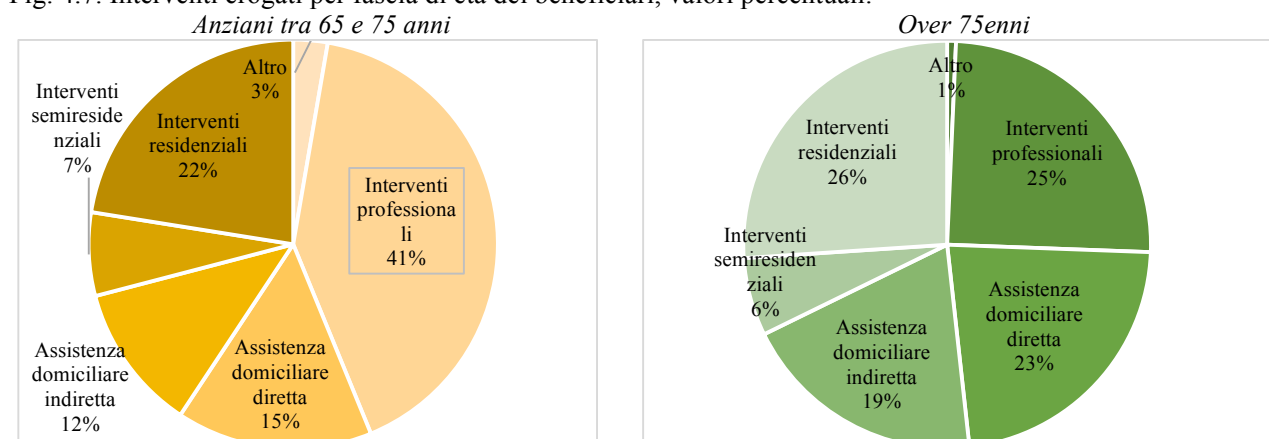 Fig. 4.7. Interventi erogati per fascia di età dei beneficiari, valori percentuali.
Anziani tra 65 e 75 anni
Altro
3%
Interventi
professiona
li
41%
Assistenza
domiciliare
diretta
15%
Assistenza
domiciliare
indiretta
12%
Interventi
semireside
nziali
7%
Interventi
residenziali
22%
Over 75enni
Altro
1%
Interventi
professionali
25%
Assistenza
domiciliare
diretta
23%
Assistenza
domiciliare
indiretta
19%
Interventi
semiresiden
ziali
6%
Interventi
residenziali
26%